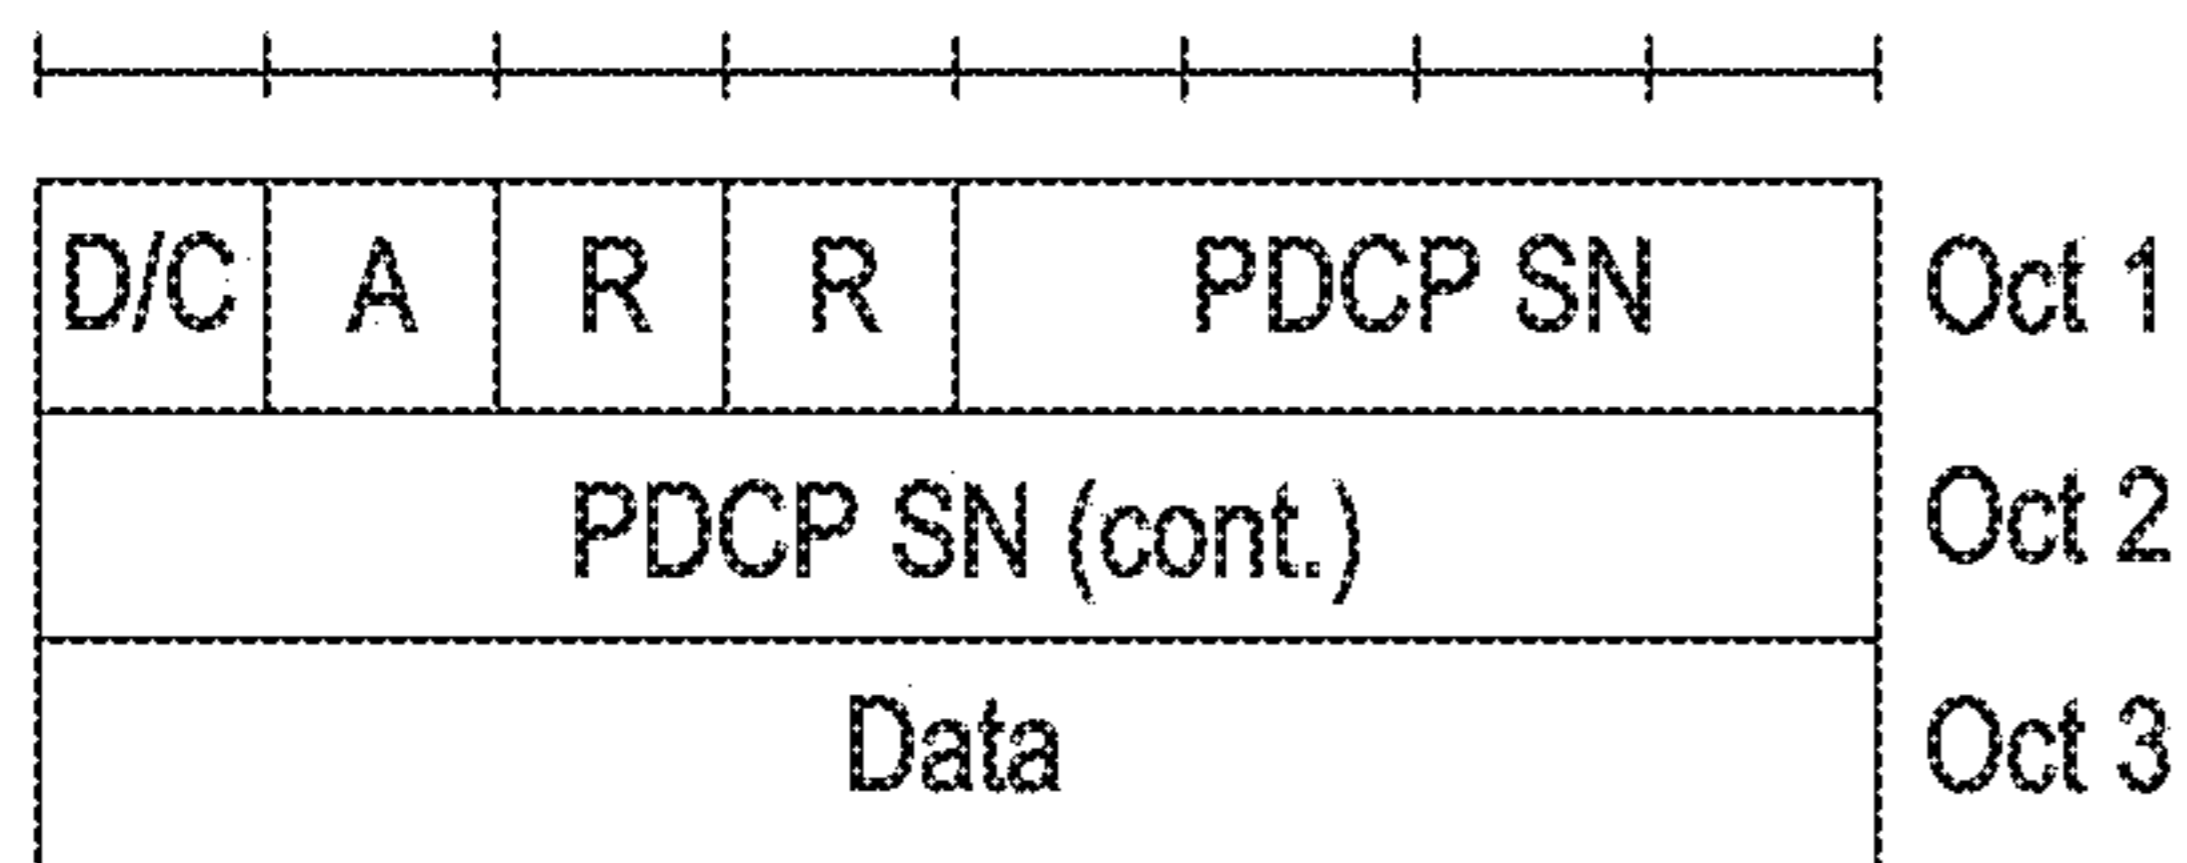 D/C A R R PDCP SN Oct 1
PDCP SN (cont.) Oct 2
Data Oct 3